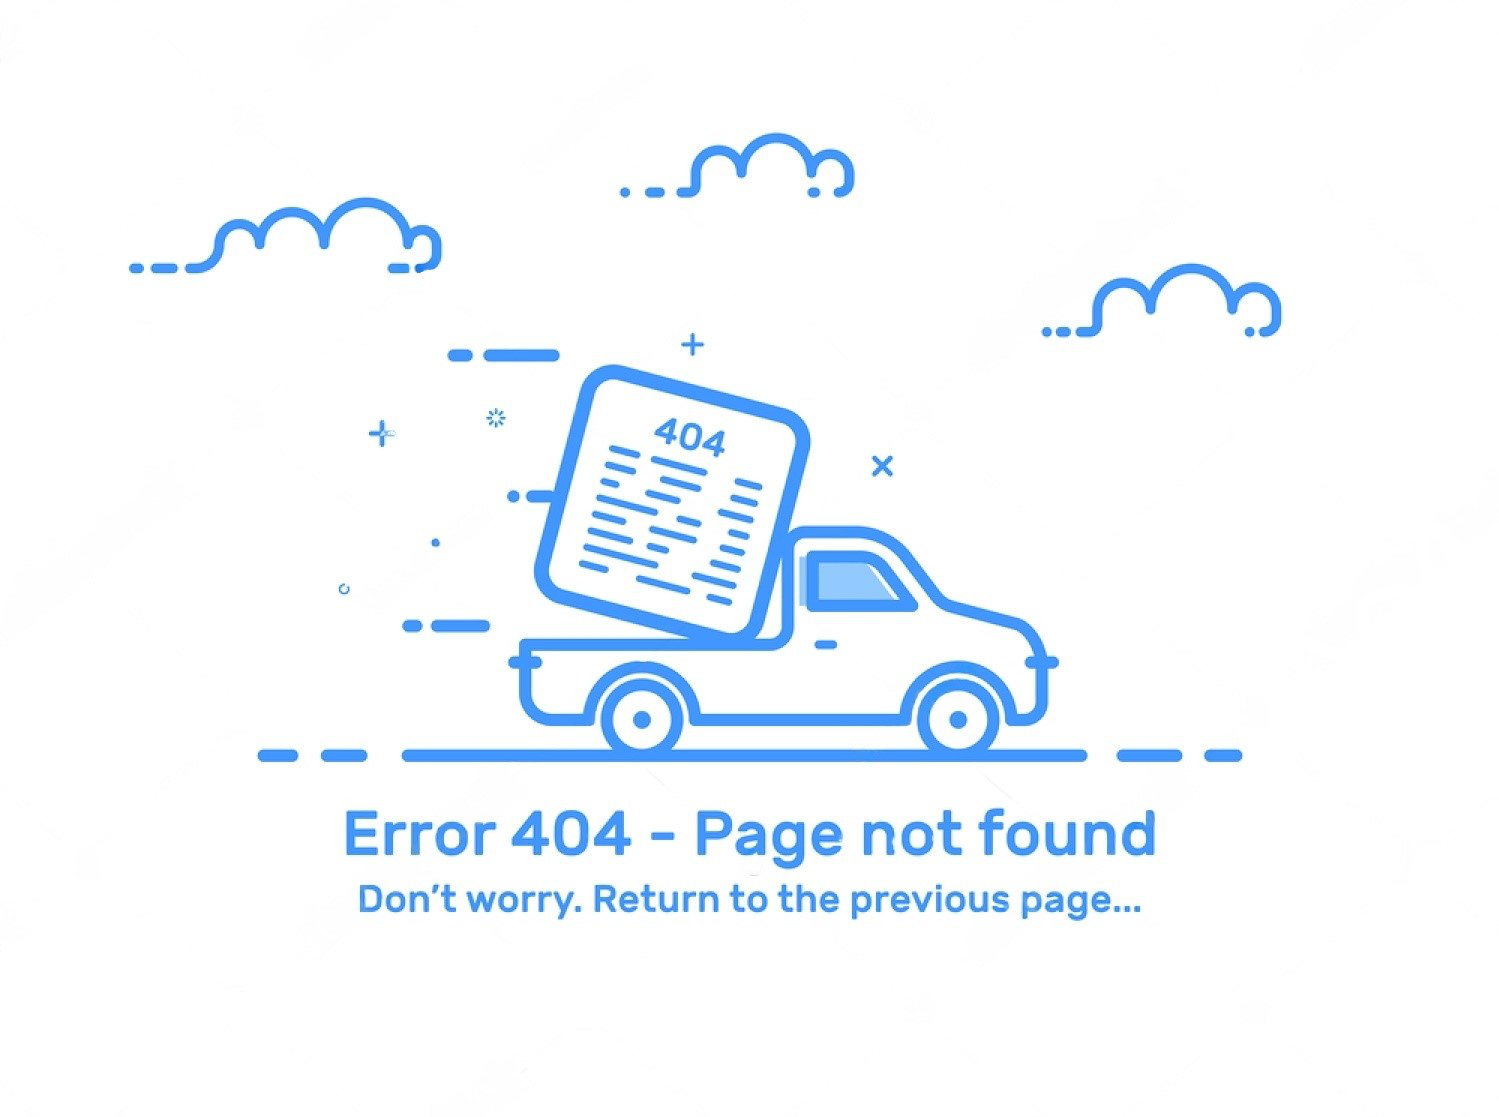 404
Error 404 - Page not found
Don’t worry. Return to the previous page...